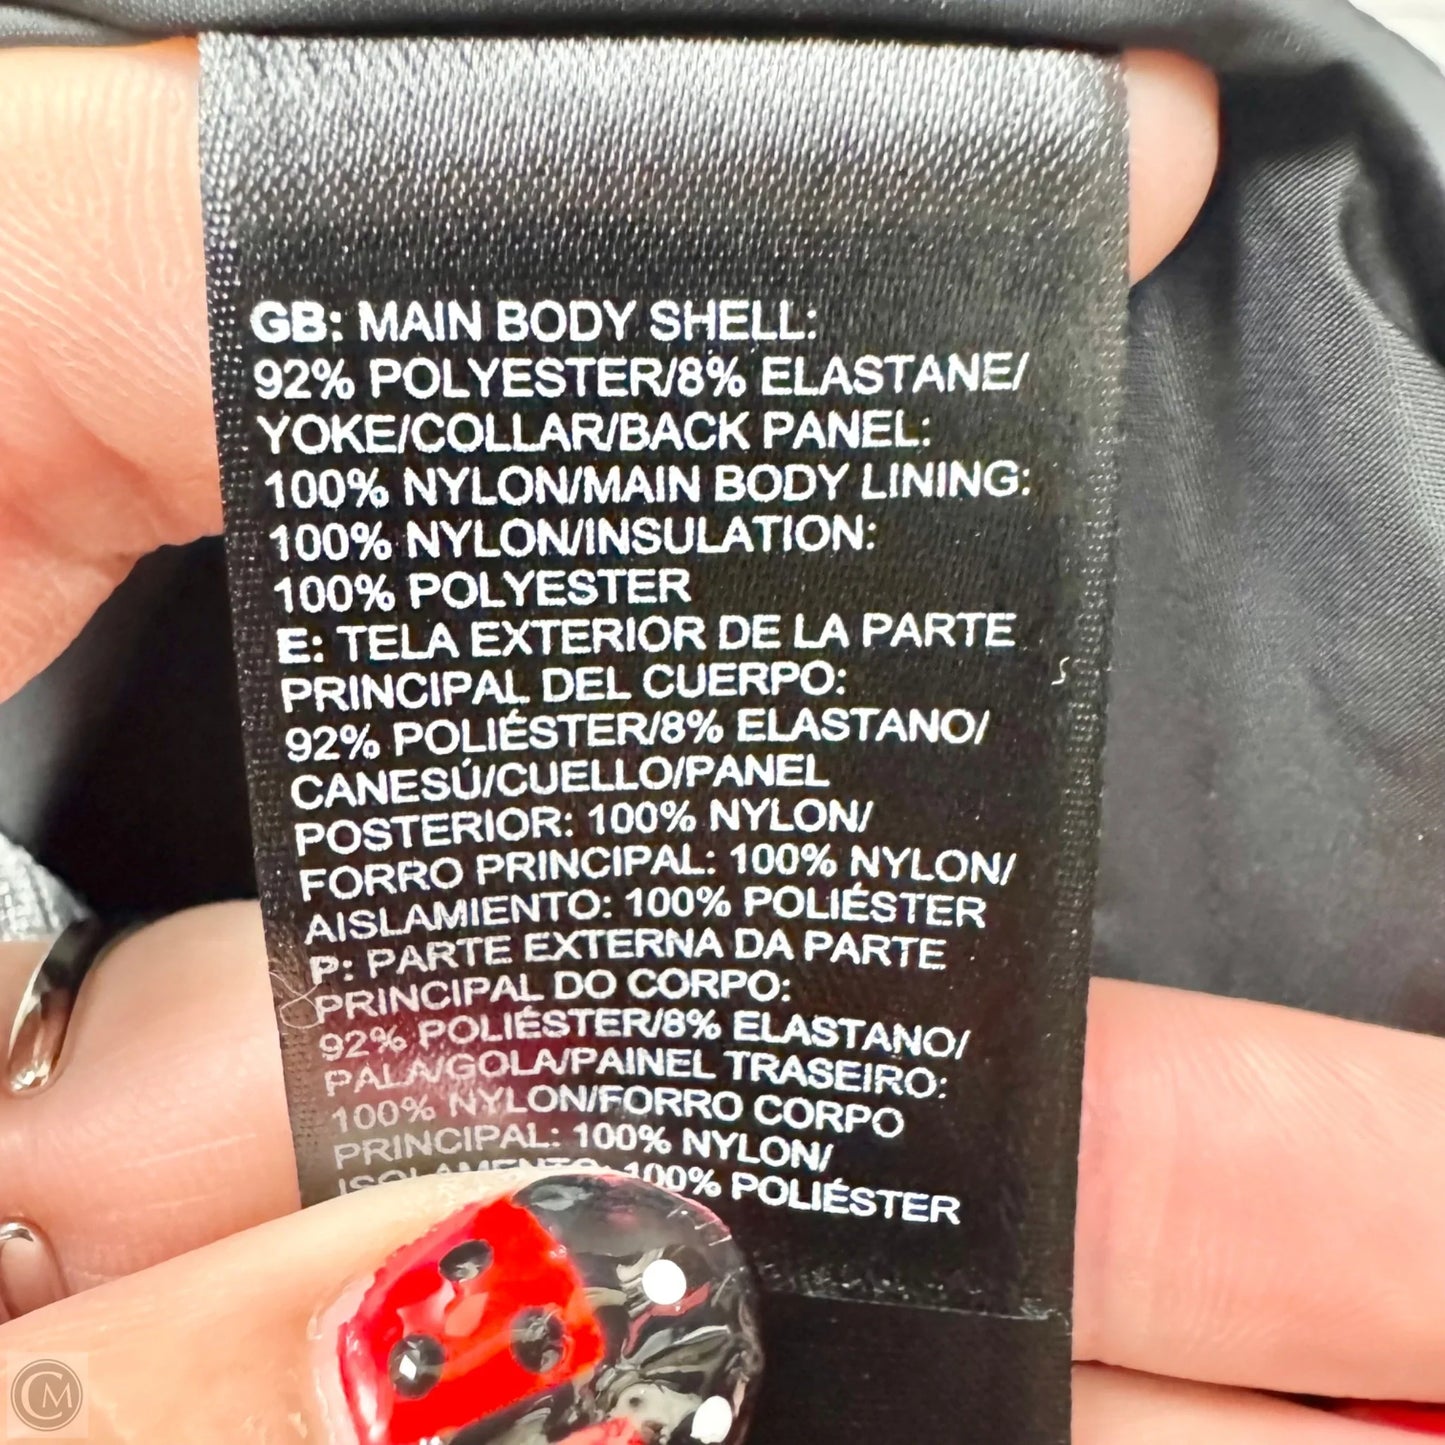 GB: MAIN BODY SHELL:
92% POLYESTER/8% ELASTANE/
YOKE/COLLAR/BACK PANEL:
100% NYLON/MAIN BODY LINING:
100% NYLON/INSULATION:
100% POLYESTER
E: TELA EXTERIOR DE LA PARTE
PRINCIPAL DEL CUERPO:
92% POLIÉSTER/8% ELASTANO/
CANESÚ/CUELLO/PANEL
POSTERIOR: 100% NYLON/
FORRO PRINCIPAL: 100% NYLON/
AISLAMIENTO: 100% POLIÉSTER
P: PARTE EXTERNA DA PARTE
PRINCIPAL DO CORPO:
92% POLIÉSTER/8% ELASTANO/
PALA/GOLA/PAINEL TRASEIRO:
100% NYLON/FORRO CORPO
PRINCIPAL: 100% NYLON/
ISOLAMENTO: 100% POLIÉSTER
CM